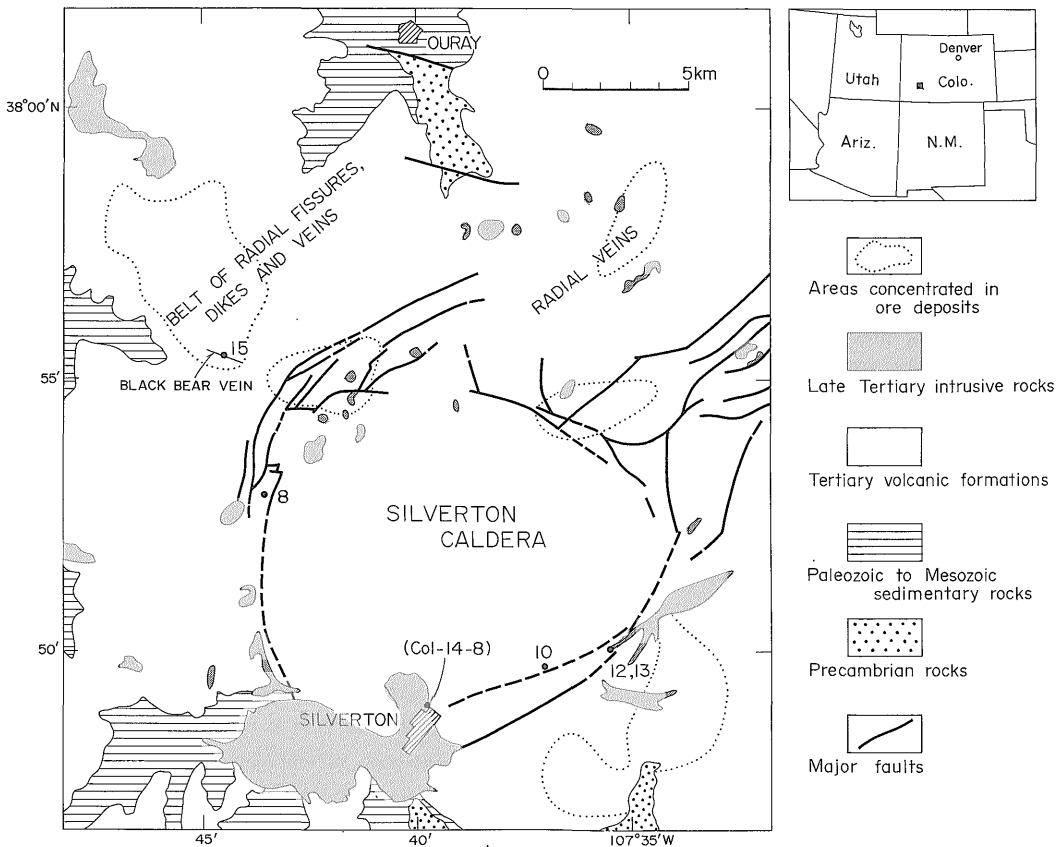 OURAY
0 5km
38°00'N
BELT OF RADIAL FISSURES,
DIKES AND VEINS
RADIAL VEINS
15
BLACK BEAR VEIN
55'
8
SILVERTON
CALDERA
50'
(Col-14-8)
10
12,13
SILVERTON
45'
40'
107°35'W
Denver
Utah
Colo.
Ariz.
N.M.
Areas concentrated in
ore deposits
Late Tertiary intrusive rocks
Tertiary volcanic formations
Paleozoic to Mesozoic
sedimentary rocks
Precambrian rocks
Major faults